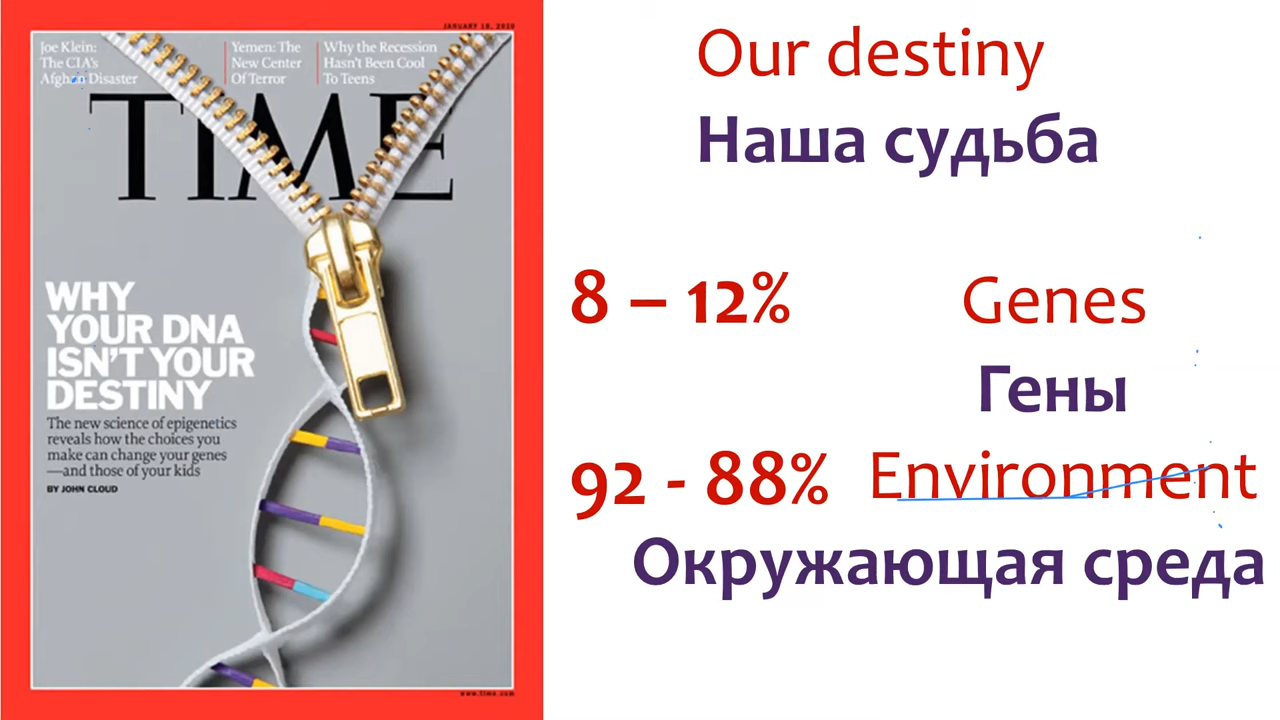 JANUARY 18, 2010
Joe Klein:
The CIA's
Afghan Disaster
Yemen: The
New Center
Of Terror
Why the Recession
Hasn't Been Cool
To Teens
TIME
WHY
YOUR DNA
ISN'T YOUR
DESTINY
The new science of epigenetics
reveals how the choices you
make can change your genes
—and those of your kids
BY JOHN CLOUD
www.time.com
Our destiny
Наша судьба
8 – 12% Genes
Гены
92 - 88% Environment
Окружающая среда